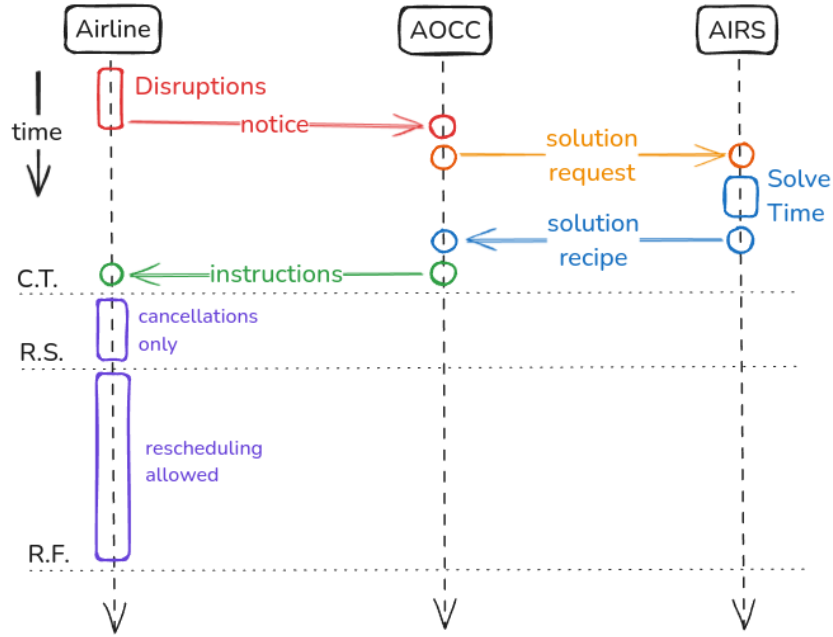 Airline
AOCC
AIRS
time
Disruptions
notice
solution
request
Solve
Time
solution
recipe
instructions
C.T.
cancellations
only
R.S.
rescheduling
allowed
R.F.